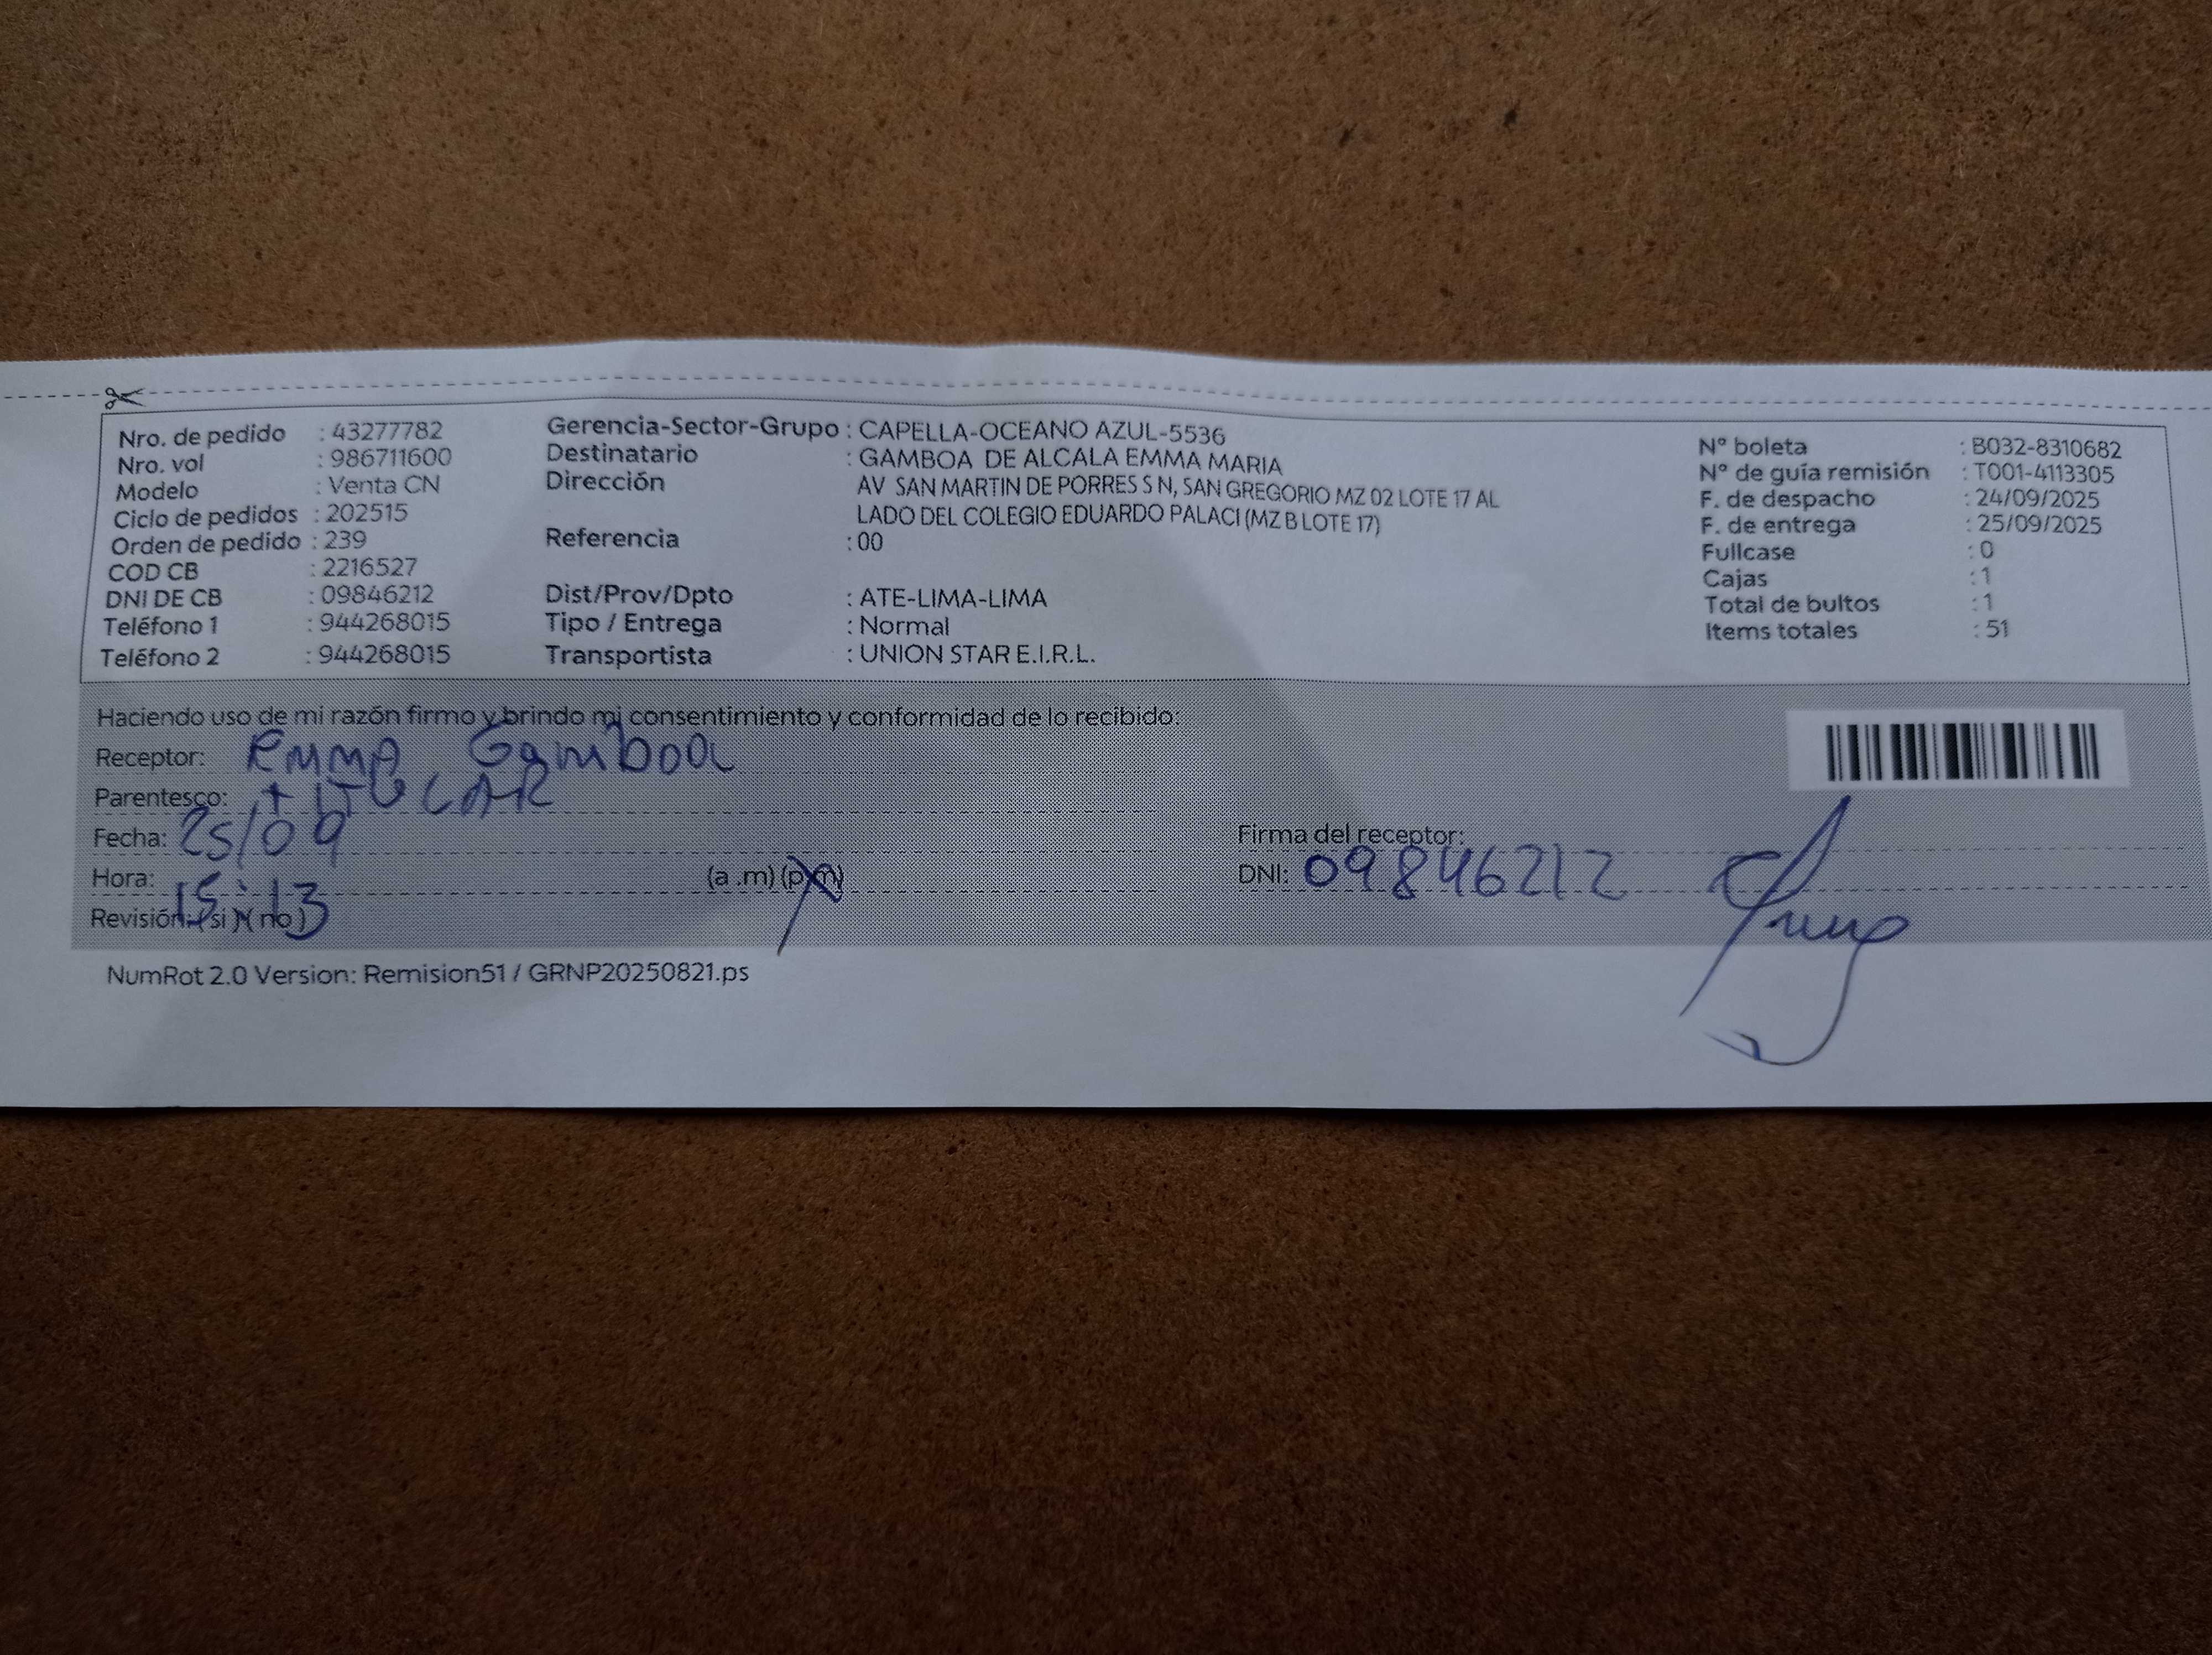 Nro. de pedido : 43277782
Nro. vol : 986711600
Modelo : Venta CN
Ciclo de pedidos : 202515
Orden de pedido : 239
COD CB : 2216527
DNI DE CB : 09846212
Teléfono 1 : 944268015
Teléfono 2 : 944268015
Gerencia-Sector-Grupo : CAPELLA-OCEANO AZUL-5536
Destinatario : GAMBOA DE ALCALA EMMA MARIA
Dirección AV SAN MARTIN DE PORRES S N, SAN GREGORIO MZ 02 LOTE 17 AL
LADO DEL COLEGIO EDUARDO PALACI (MZ B LOTE 17)
Referencia : 00
Dist/Prov/Dpto : ATE-LIMA-LIMA
Tipo / Entrega : Normal
Transportista : UNION STAR E.I.R.L.
N° boleta : B032-8310682
N° de guía remisión : T001-4113305
F. de despacho : 24/09/2025
F. de entrega : 25/09/2025
Fullcase : 0
Cajas : 1
Total de bultos : 1
Items totales : 51
Haciendo uso de mi razón firmo y brindo mi consentimiento y conformidad de lo recibido:
Receptor: EMMA Gamboa
Parentesco: TITULAR
Fecha: 25/09
Hora: 15:13 (a .m) (p.m)
Revisión: ( si ) ( no )
Firma del receptor:
DNI: 09846212
NumRot 2.0 Version: Remision51 / GRNP20250821.ps